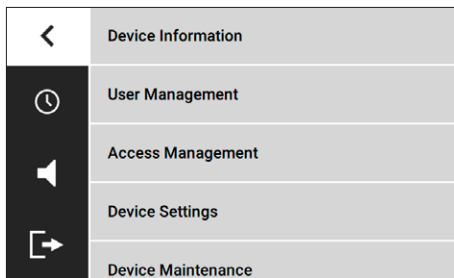 Device Information
User Management
Access Management
Device Settings
Device Maintenance